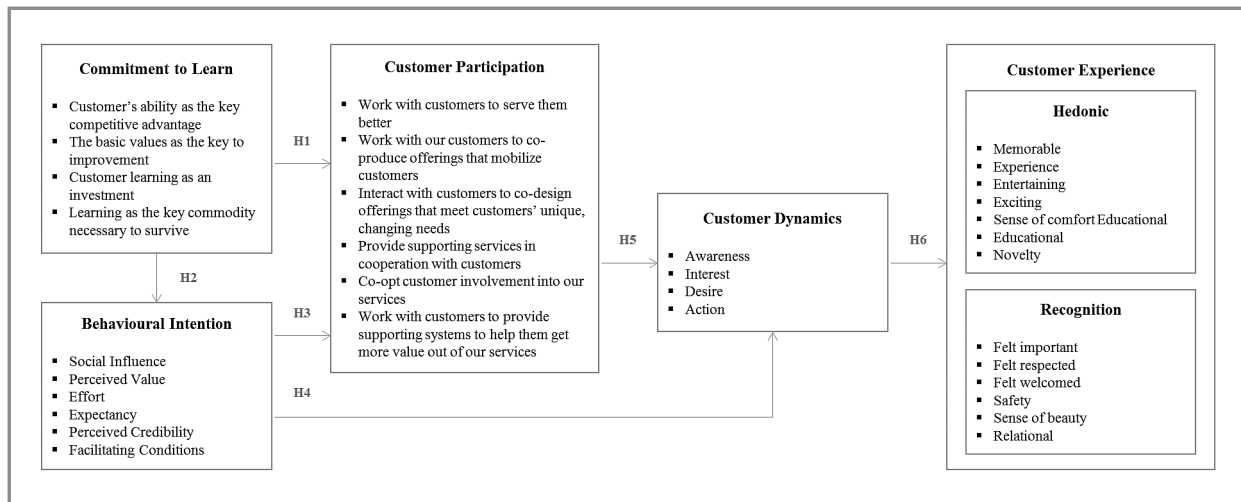 Commitment to Learn
▪ Customer's ability as the key
competitive advantage
▪ The basic values as the key to
improvement
▪ Customer learning as an
investment
▪ Learning as the key commodity
necessary to survive
H1
H2
Behavioural Intention
▪ Social Influence
▪ Perceived Value
▪ Effort
▪ Expectancy
▪ Perceived Credibility
▪ Facilitating Conditions
H3
H4
Customer Participation
▪ Work with customers to serve them
better
▪ Work with our customers to co-
produce offerings that mobilize
customers
▪ Interact with customers to co-design
offerings that meet customers' unique,
changing needs
▪ Provide supporting services in
cooperation with customers
▪ Co-opt customer involvement into our
services
▪ Work with customers to provide
supporting systems to help them get
more value out of our services
H5
Customer Dynamics
▪ Awareness
▪ Interest
▪ Desire
▪ Action
H6
Customer Experience
Hedonic
▪ Memorable
▪ Experience
▪ Entertaining
▪ Exciting
▪ Sense of comfort Educational
▪ Educational
▪ Novelty
Recognition
▪ Felt important
▪ Felt respected
▪ Felt welcomed
▪ Safety
▪ Sense of beauty
▪ Relational